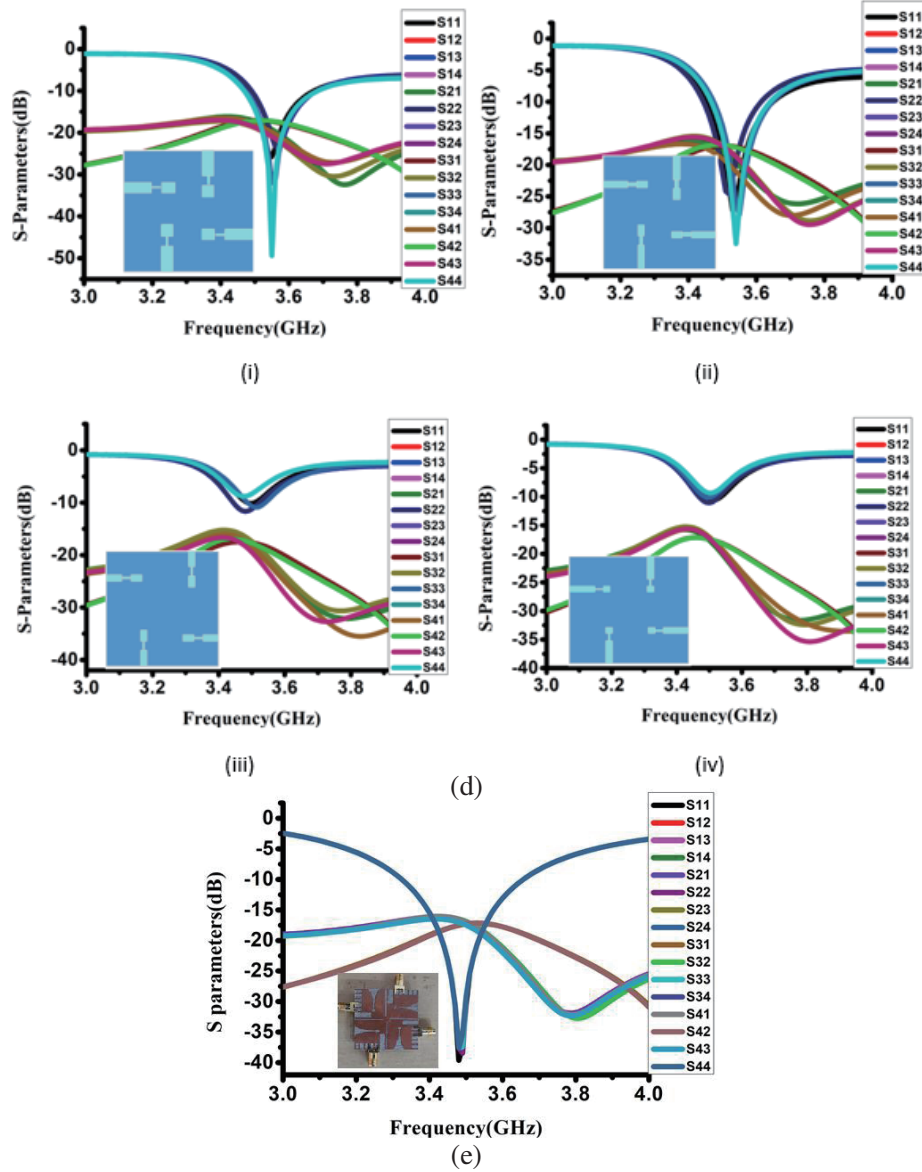 S-Parameters(dB)
0
-10
-20
-30
-40
-50
3.0 3.2 3.4 3.6 3.8 4.0
Frequency(GHz)
S11
S12
S13
S14
S21
S22
S23
S24
S31
S32
S33
S34
S41
S42
S43
S44
(i)
S-Parameters(dB)
0
-5
-10
-15
-20
-25
-30
-35
3.0 3.2 3.4 3.6 3.8 4.0
Frequency(GHz)
S11
S12
S13
S14
S21
S22
S23
S24
S31
S32
S33
S34
S41
S42
S43
S44
(ii)
S-Parameters(dB)
0
-10
-20
-30
-40
3.0 3.2 3.4 3.6 3.8 4.0
Frequency(GHz)
S11
S12
S13
S14
S21
S22
S23
S24
S31
S32
S33
S34
S41
S42
S43
S44
(iii)
S-Parameters(dB)
0
-5
-10
-15
-20
-25
-30
-35
-40
3.0 3.2 3.4 3.6 3.8 4.0
Frequency(GHz)
S11
S12
S13
S14
S21
S22
S23
S24
S31
S32
S33
S34
S41
S42
S43
S44
(iv)
(d)
S parameters(dB)
0
-5
-10
-15
-20
-25
-30
-35
-40
3.0 3.2 3.4 3.6 3.8 4.0
Frequency(GHz)
S11
S12
S13
S14
S21
S22
S23
S24
S31
S32
S33
S34
S41
S42
S43
S44
(e)